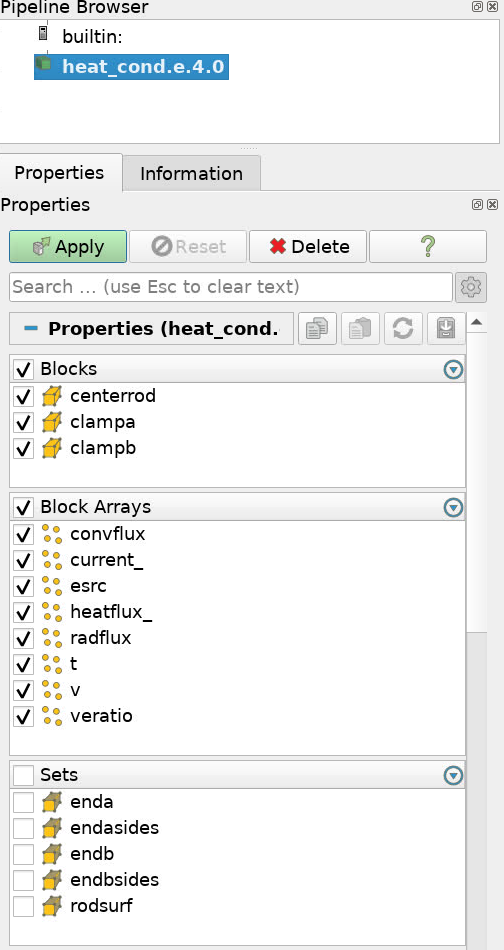 Pipeline Browser
builtin:
heat_cond.e.4.0
Properties Information
Properties
Apply Reset Delete ?
Search ... (use Esc to clear text)
Properties (heat_cond.
Blocks
centerrod
clampa
clampb
Block Arrays
convflux
current_
esrc
heatflux_
radflux
t
v
veratio
Sets
enda
endasides
endb
endbsides
rodsurf